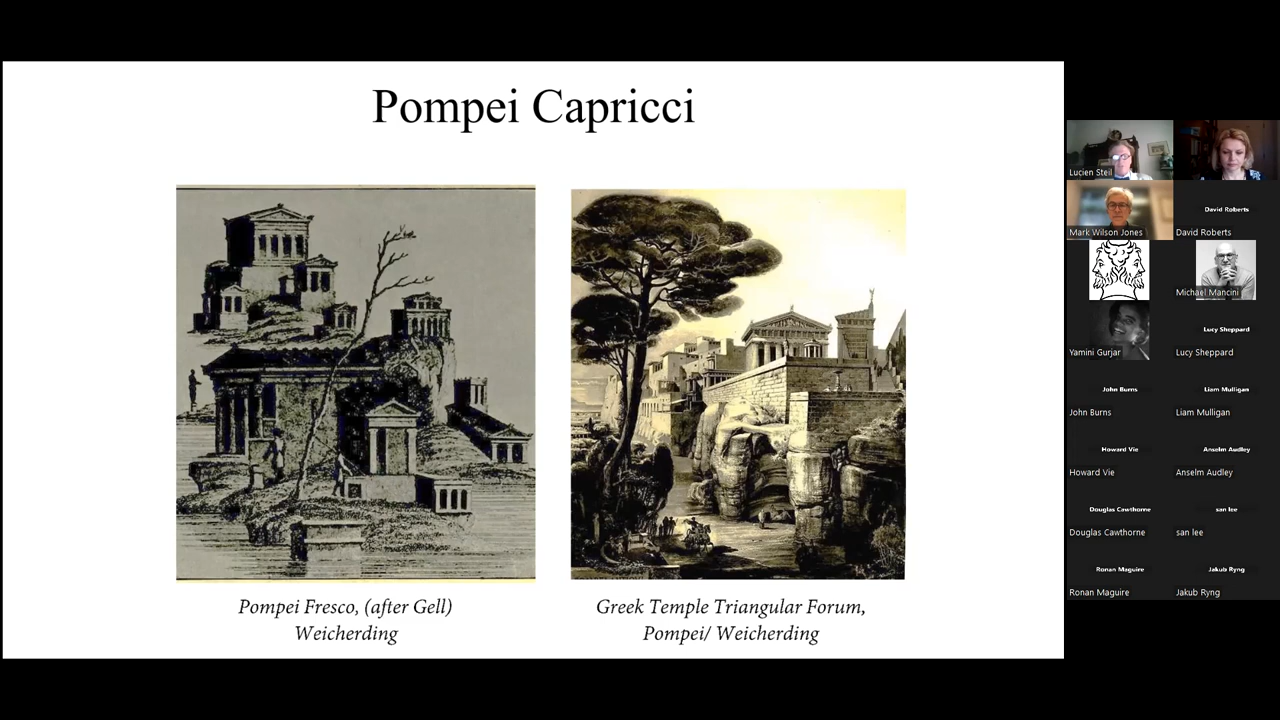 Pompei Capricci
Pompei Fresco, (after Gell)
Weicherding
Greek Temple Triangular Forum,
Pompei/ Weicherding
Lucien Steil
Mark Wilson Jones
David Roberts
David Roberts
Michael Mancini
Yamini Gurjar
Lucy Sheppard
Lucy Sheppard
John Burns
John Burns
Liam Mulligan
Liam Mulligan
Howard Vie
Howard Vie
Anselm Audley
Anselm Audley
Douglas Cawthorne
Douglas Cawthorne
san lee
san lee
Ronan Maguire
Ronan Maguire
Jakub Ryng
Jakub Ryng